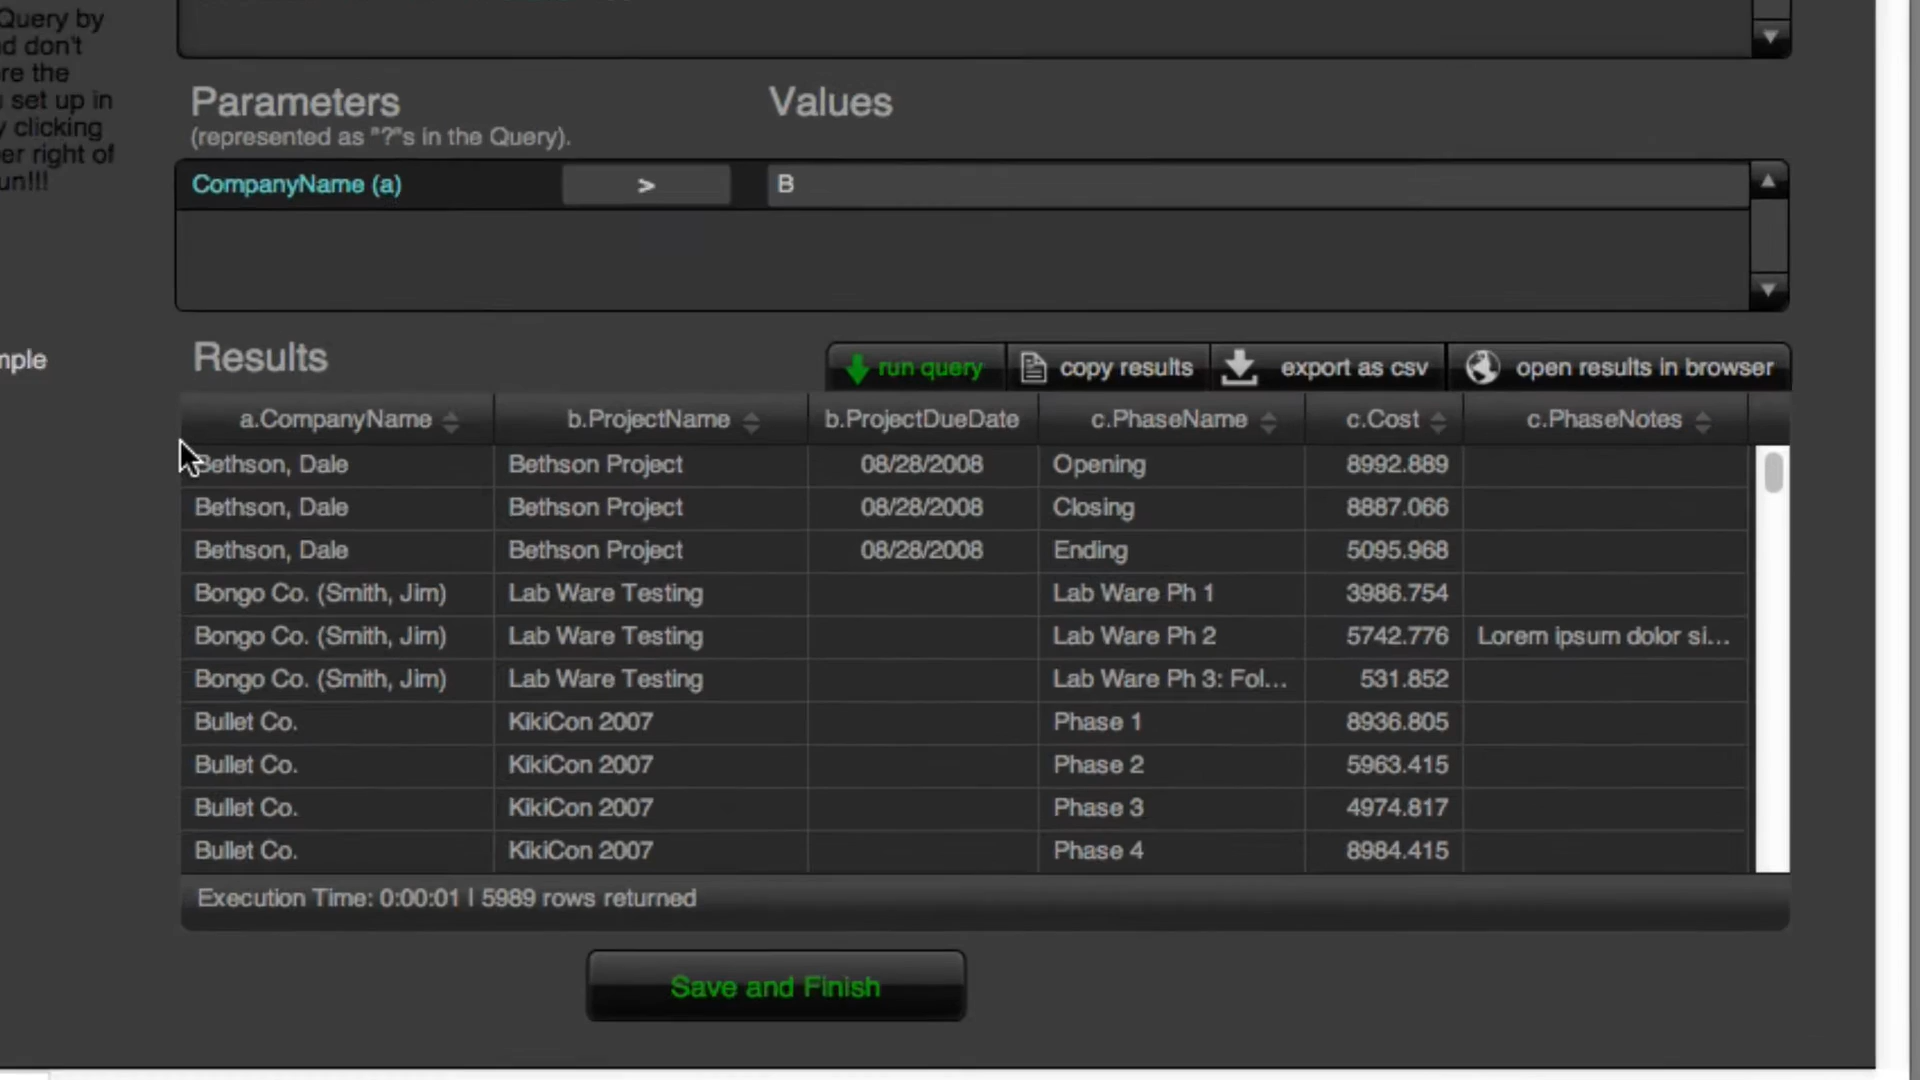 Query by
d don't
re the
set up in
y clicking
er right of
un!!!
mple
Parameters
Values
(represented as "?"s in the Query).
CompanyName (a) > B
Results
run query copy results export as csv open results in browser
a.CompanyName b.ProjectName b.ProjectDueDate c.PhaseName c.Cost c.PhaseNotes
Bethson, Dale Bethson Project 08/28/2008 Opening 8992.889
Bethson, Dale Bethson Project 08/28/2008 Closing 8887.066
Bethson, Dale Bethson Project 08/28/2008 Ending 5095.968
Bongo Co. (Smith, Jim) Lab Ware Testing Lab Ware Ph 1 3986.754
Bongo Co. (Smith, Jim) Lab Ware Testing Lab Ware Ph 2 5742.776 Lorem ipsum dolor si...
Bongo Co. (Smith, Jim) Lab Ware Testing Lab Ware Ph 3: Fol... 531.852
Bullet Co. KikiCon 2007 Phase 1 8936.805
Bullet Co. KikiCon 2007 Phase 2 5963.415
Bullet Co. KikiCon 2007 Phase 3 4974.817
Bullet Co. KikiCon 2007 Phase 4 8984.415
Execution Time: 0:00:01 | 5989 rows returned
Save and Finish